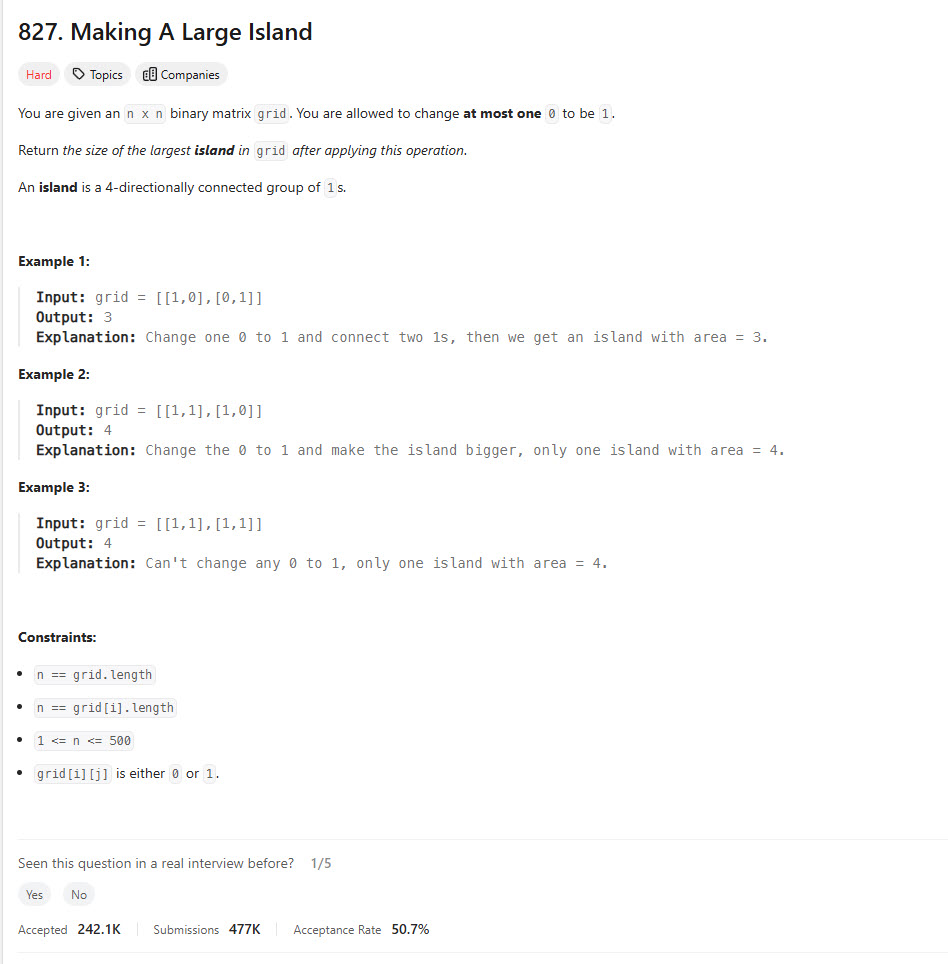 827. Making A Large Island
Hard Topics Companies
You are given an n x n binary matrix grid. You are allowed to change at most one 0 to be 1.
Return the size of the largest island in grid after applying this operation.
An island is a 4-directionally connected group of 1s.
Example 1:
Input: grid = [[1,0],[0,1]]
Output: 3
Explanation: Change one 0 to 1 and connect two 1s, then we get an island with area = 3.
Example 2:
Input: grid = [[1,1],[1,0]]
Output: 4
Explanation: Change the 0 to 1 and make the island bigger, only one island with area = 4.
Example 3:
Input: grid = [[1,1],[1,1]]
Output: 4
Explanation: Can't change any 0 to 1, only one island with area = 4.
Constraints:
• n == grid.length
• n == grid[i].length
• 1 <= n <= 500
• grid[i][j] is either 0 or 1.
Seen this question in a real interview before? 1/5
Yes No
Accepted 242.1K Submissions 477K Acceptance Rate 50.7%